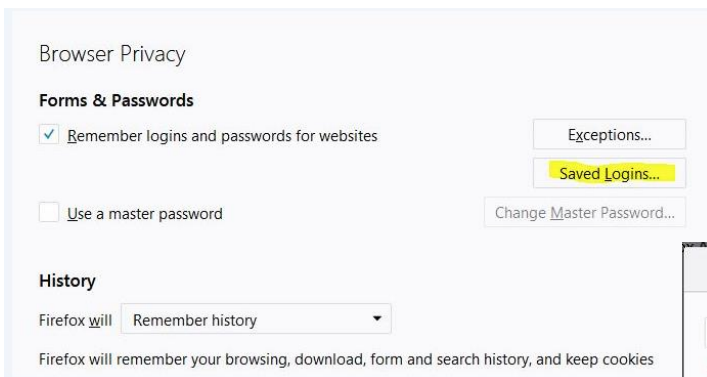 Browser Privacy
Forms & Passwords
Remember logins and passwords for websites
Exceptions...
Saved Logins...
Use a master password
Change Master Password...
History
Firefox will Remember history
Firefox will remember your browsing, download, form and search history, and keep cookies